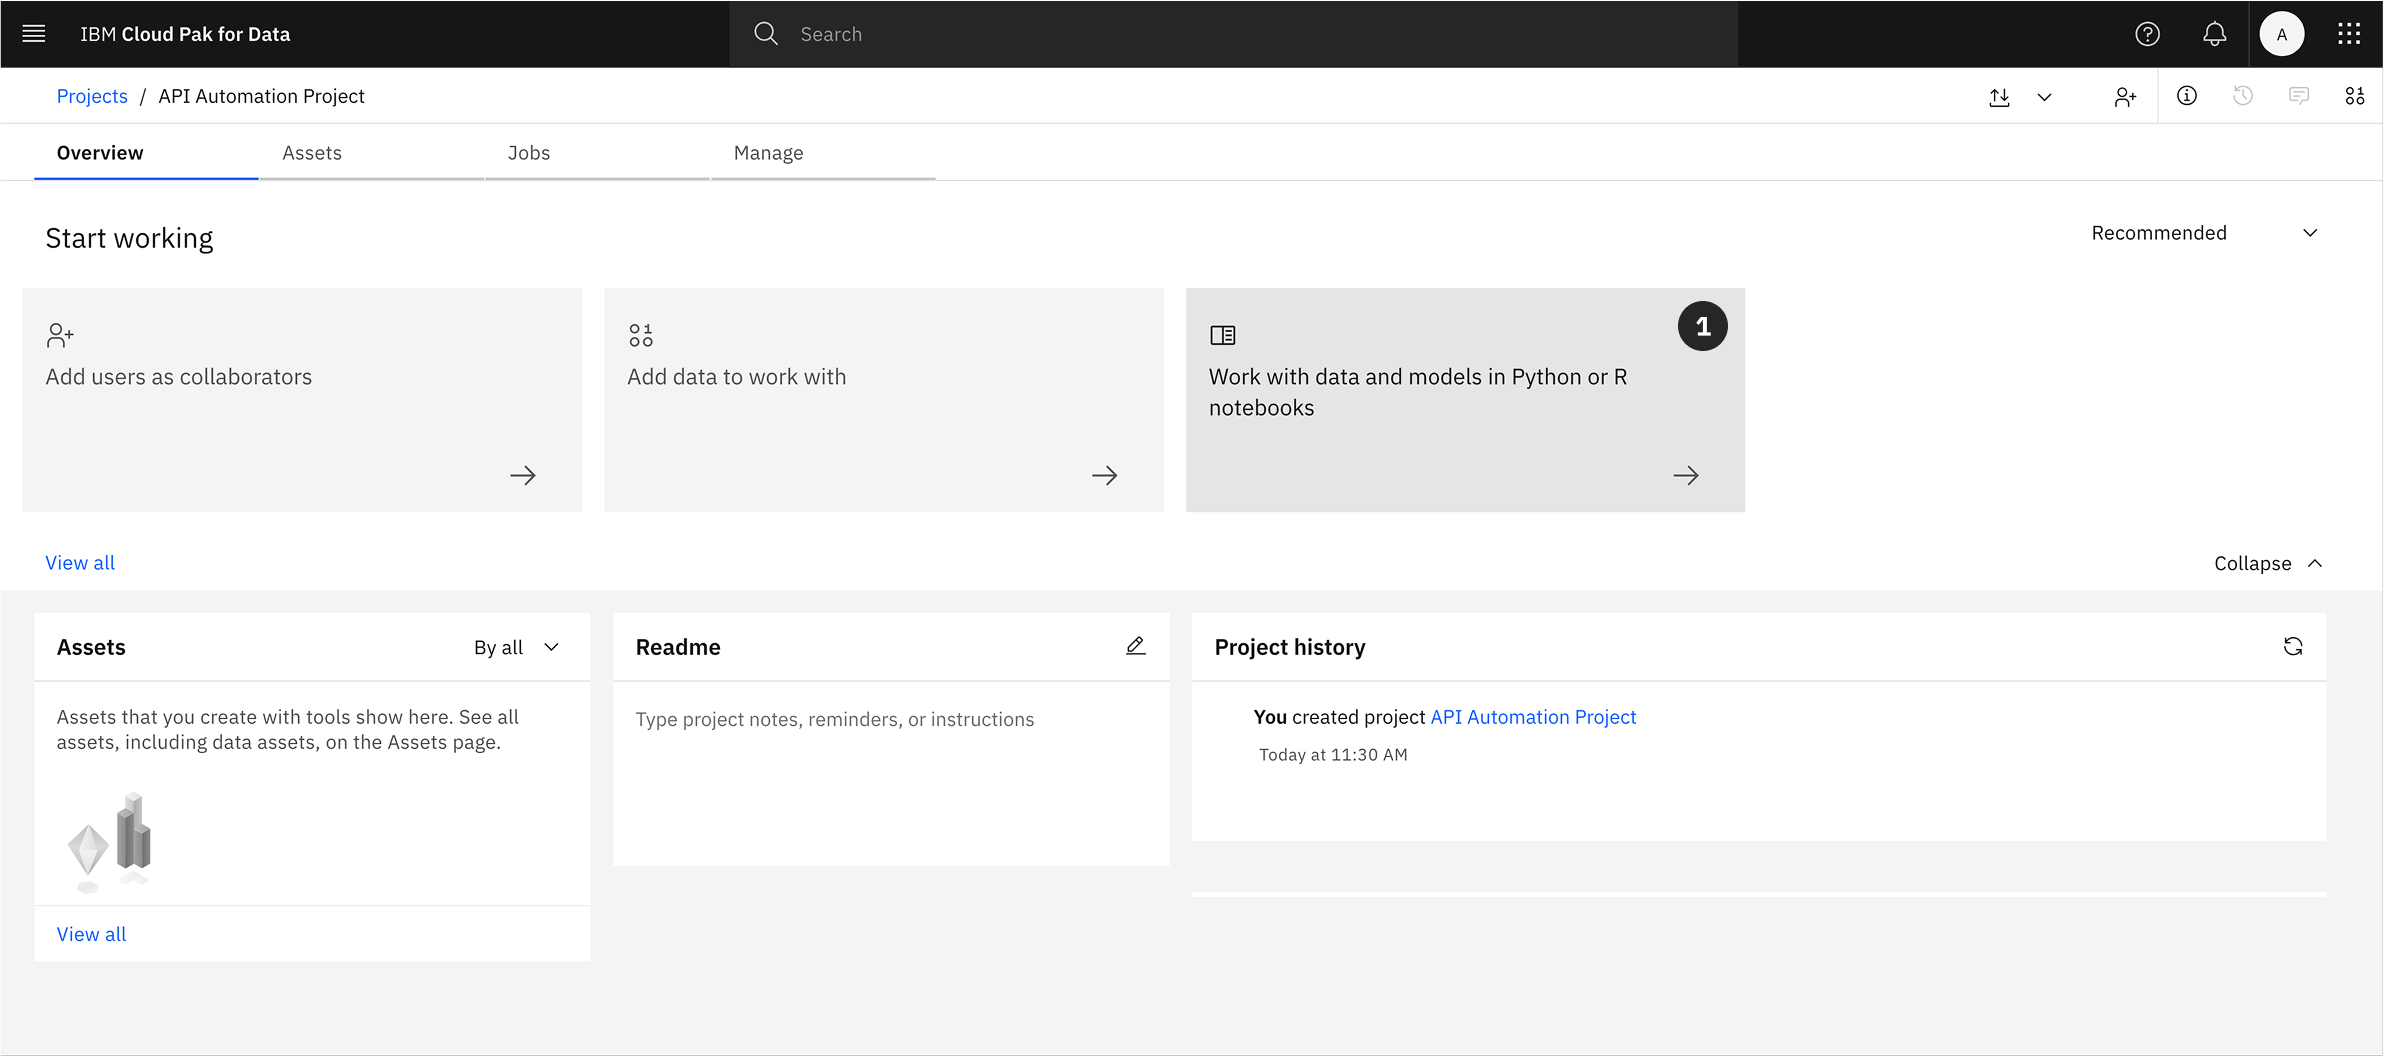 IBM Cloud Pak for Data
Search
A
Projects / API Automation Project
Overview
Assets
Jobs
Manage
Start working
Recommended
Add users as collaborators
Add data to work with
1
Work with data and models in Python or R
notebooks
View all
Collapse
Assets
By all
Assets that you create with tools show here. See all
assets, including data assets, on the Assets page.
View all
Readme
Type project notes, reminders, or instructions
Project history
You created project API Automation Project
Today at 11:30 AM